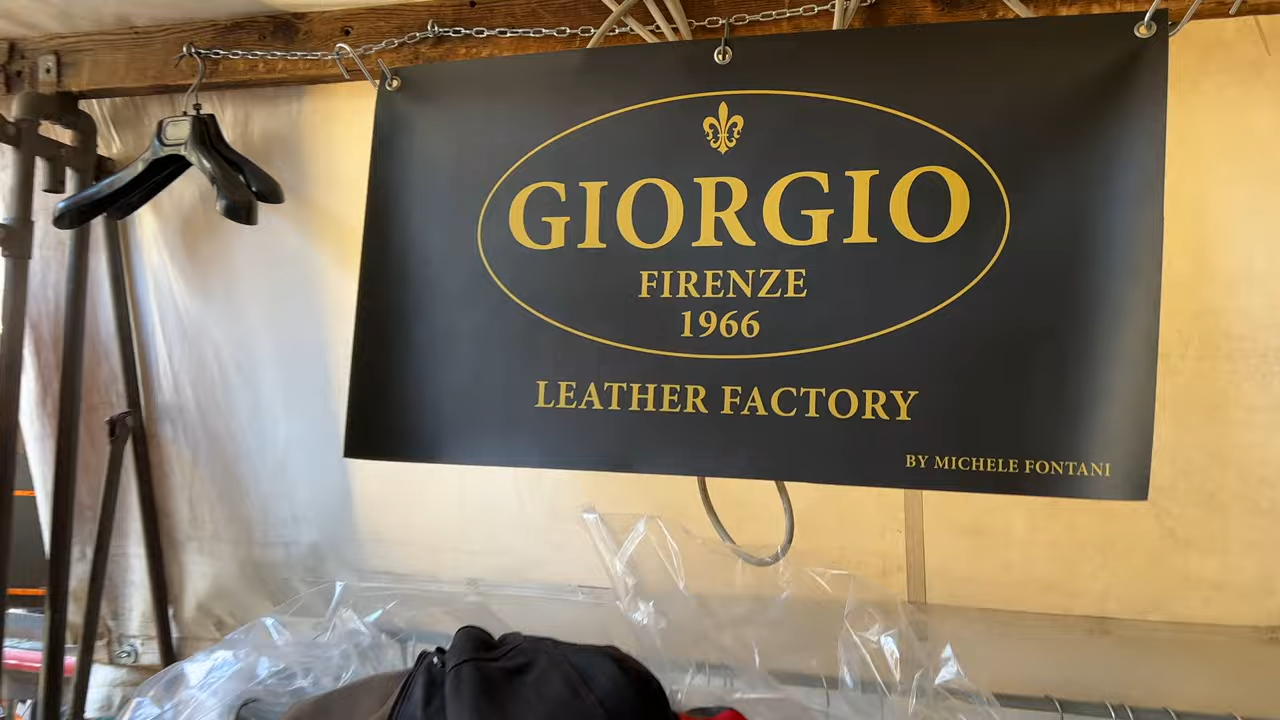 GIORGIO
FIRENZE
1966
LEATHER FACTORY
BY MICHELE FONTANI